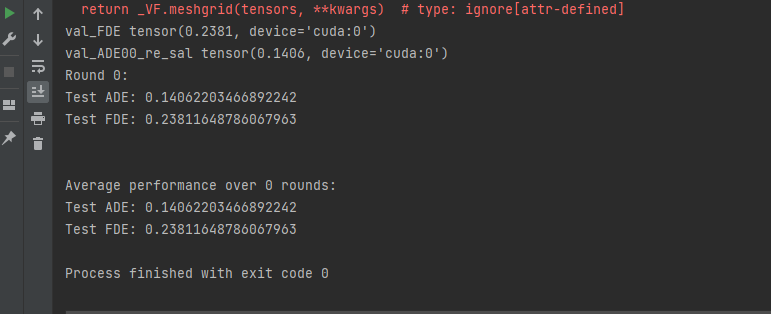 return _VF.meshgrid(tensors, **kwargs)  # type: ignore[attr-defined]
val_FDE tensor(0.2381, device='cuda:0')
val_ADE00_re_sal tensor(0.1406, device='cuda:0')
Round 0:
Test ADE: 0.14062203466892242
Test FDE: 0.23811648786067963
Average performance over 0 rounds:
Test ADE: 0.14062203466892242
Test FDE: 0.23811648786067963
Process finished with exit code 0